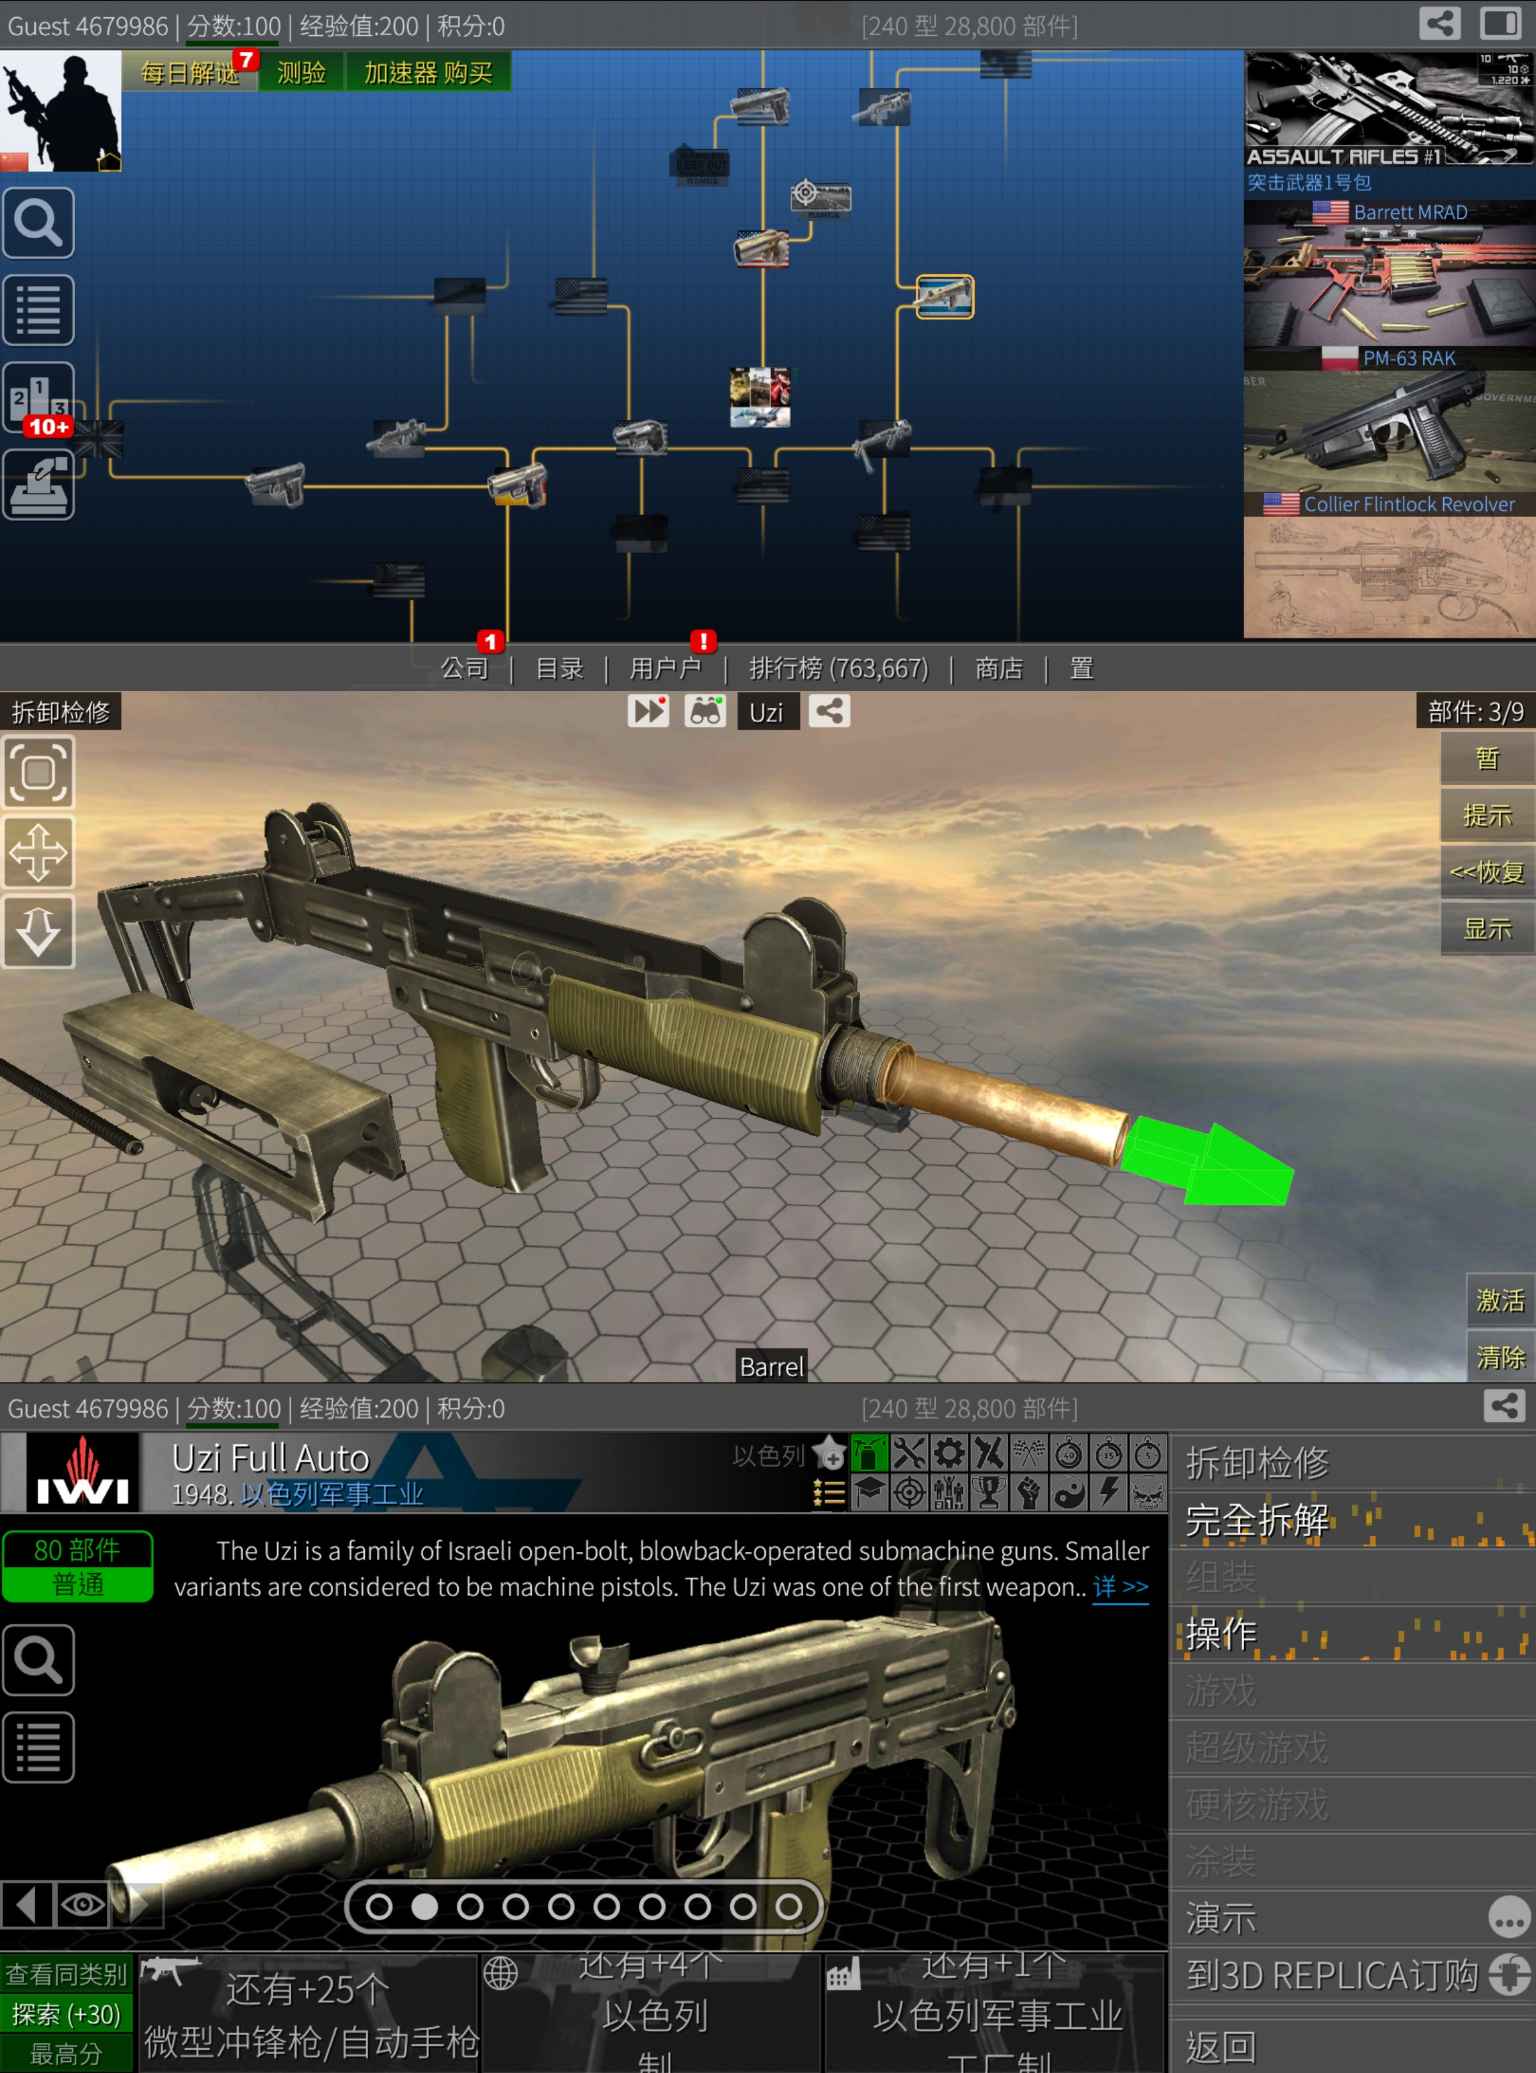 Guest 4679986 | 分数:100 | 经验值:200 | 积分:0
[240 型 28,800 部件]
每日解谜
7
测验
加速器 购买
10
10
1,220
ASSAULT RIFLES #1
突击武器1号包
Barrett MRAD
PM-63 RAK
Collier Flintlock Revolver
2 1 3
10+
1
!
公司 | 目录 | 用户户 | 排行榜 (763,667) | 商店 | 置
拆卸检修
Uzi
部件: 3/9
暂
提示
<<恢复
显示
激活
清除
Barrel
Guest 4679986 | 分数:100 | 经验值:200 | 积分:0
[240 型 28,800 部件]
IWI
Uzi Full Auto
1948. 以色列军事工业
以色列
80 部件
普通
The Uzi is a family of Israeli open-bolt, blowback-operated submachine guns. Smaller
variants are considered to be machine pistols. The Uzi was one of the first weapon.. 详 >>
拆卸检修
完全拆解
组装
操作
游戏
超级游戏
硬核游戏
涂装
演示
到3D REPLICA订购
返回
查看同类别
探索 (+30)
最高分
还有+25个
微型冲锋枪/自动手枪
还有+4个
以色列
制
还有+1个
以色列军事工业
工厂制